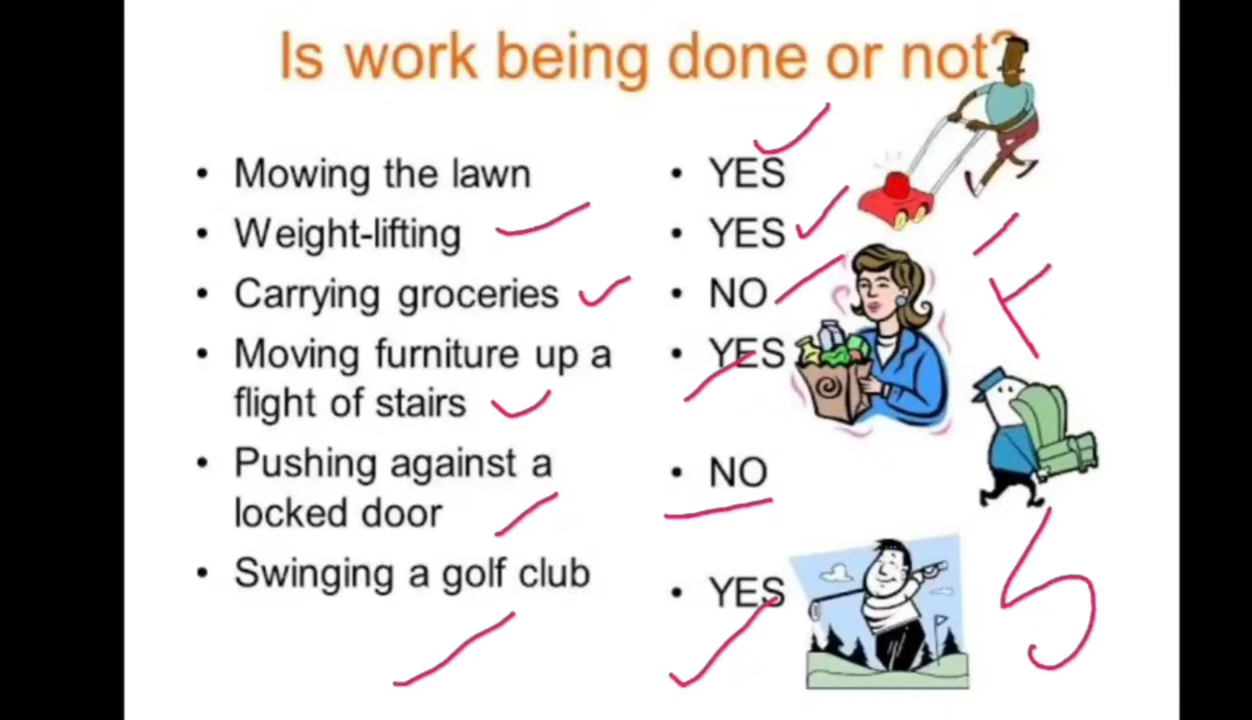 Is work being done or not?
• Mowing the lawn
• YES
• Weight-lifting
• YES
• Carrying groceries
• NO
• Moving furniture up a
• YES
flight of stairs
• Pushing against a
• NO
locked door
• Swinging a golf club
• YES